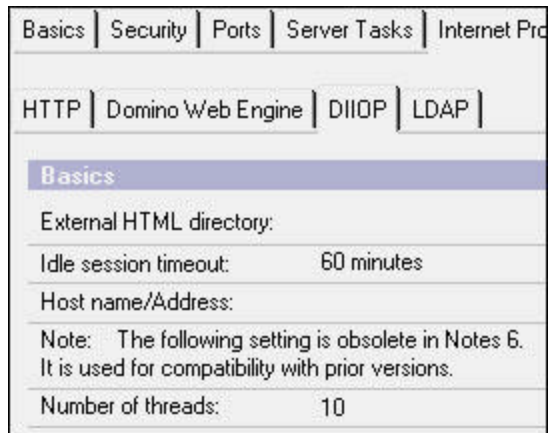 Basics Security Ports Server Tasks Internet Pro
HTTP Domino Web Engine DIIOP LDAP
Basics
External HTML directory:
Idle session timeout: 60 minutes
Host name/Address:
Note: The following setting is obsolete in Notes 6.
It is used for compatibility with prior versions.
Number of threads: 10